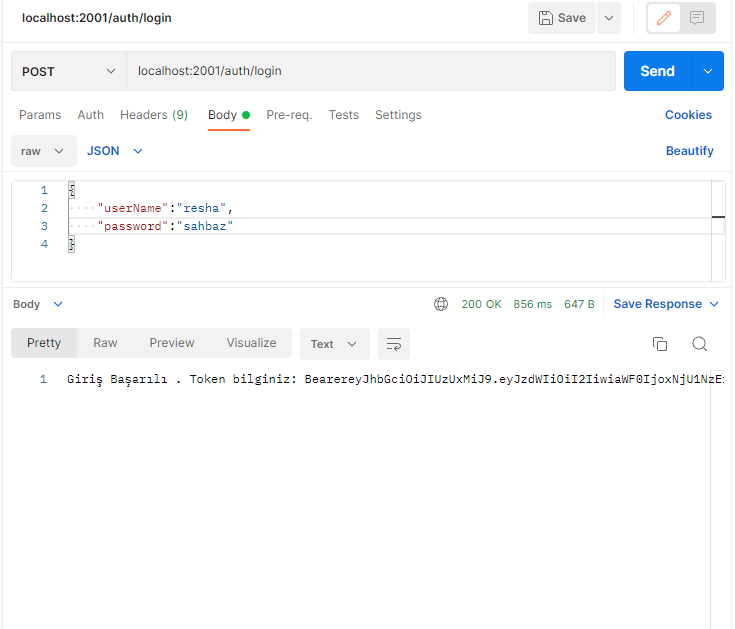 localhost:2001/auth/login
Save
POST localhost:2001/auth/login Send
Params Auth Headers (9) Body Pre-req. Tests Settings Cookies
raw JSON Beautify
1 {
2 "userName":"resha",
3 "password":"sahbaz"
4 }
Body 200 OK 856 ms 647 B Save Response
Pretty Raw Preview Visualize Text
1 Giriş Başarılı . Token bilginiz: BearereyJhbGciOiJIUzUxMiJ9.eyJzdWIiOiI2IiwiaWF0IjoxNjU1NzE